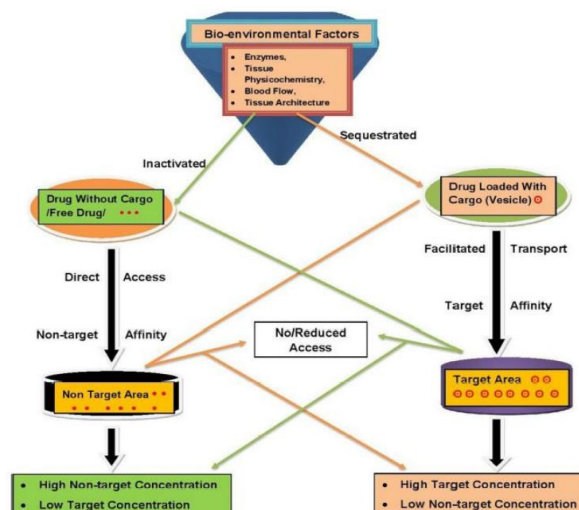 Bio-environmental Factors
• Enzymes,
• Tissue
Physicochemistry,
• Blood Flow,
• Tissue Architecture
Inactivated
Sequestrated
Drug Without Cargo
/Free Drug/
Drug Loaded With
Cargo (Vesicle)
Direct Access
Facilitated Transport
Non-target Affinity
Target Affinity
No/Reduced
Access
Non Target Area
Target Area
• High Non-target Concentration
• Low Target Concentration
• High Target Concentration
• Low Non-target Concentration